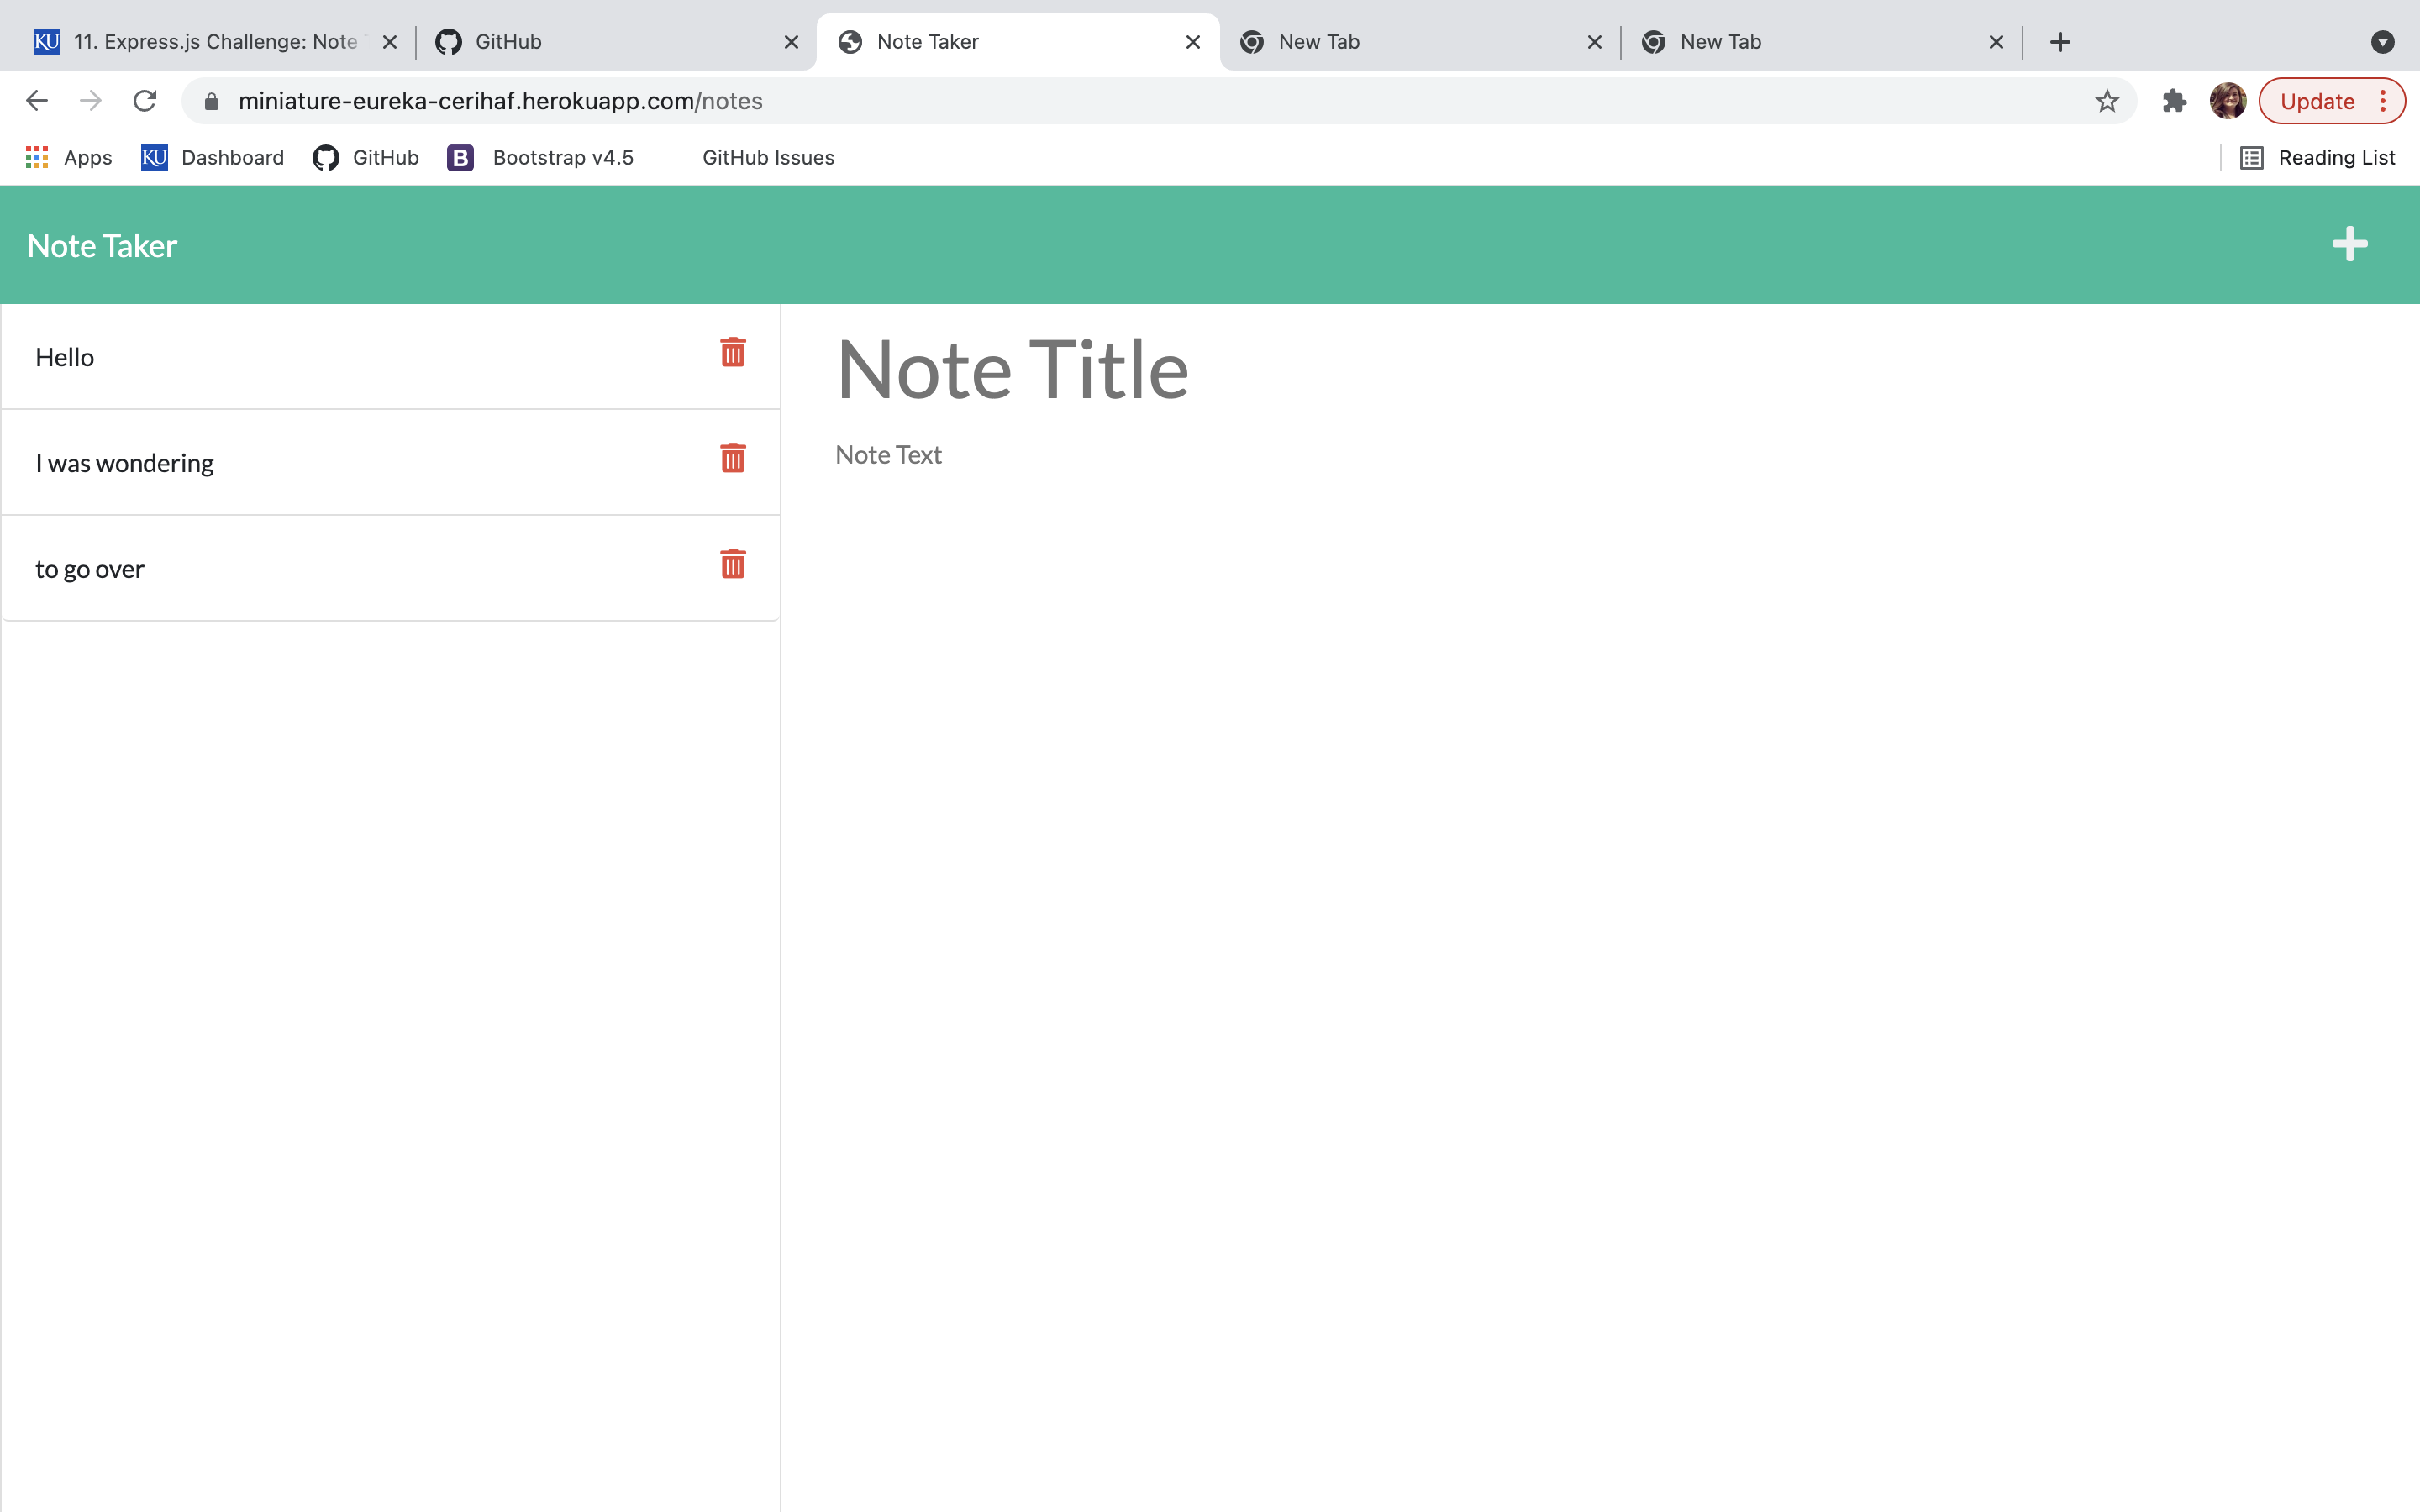 KU 11. Express.js Challenge: Note
GitHub
Note Taker
New Tab
New Tab
miniature-eureka-cerihaf.herokuapp.com/notes
Update
Apps
KU Dashboard
GitHub
B Bootstrap v4.5
GitHub Issues
Reading List
Note Taker
Hello
I was wondering
to go over
Note Title
Note Text